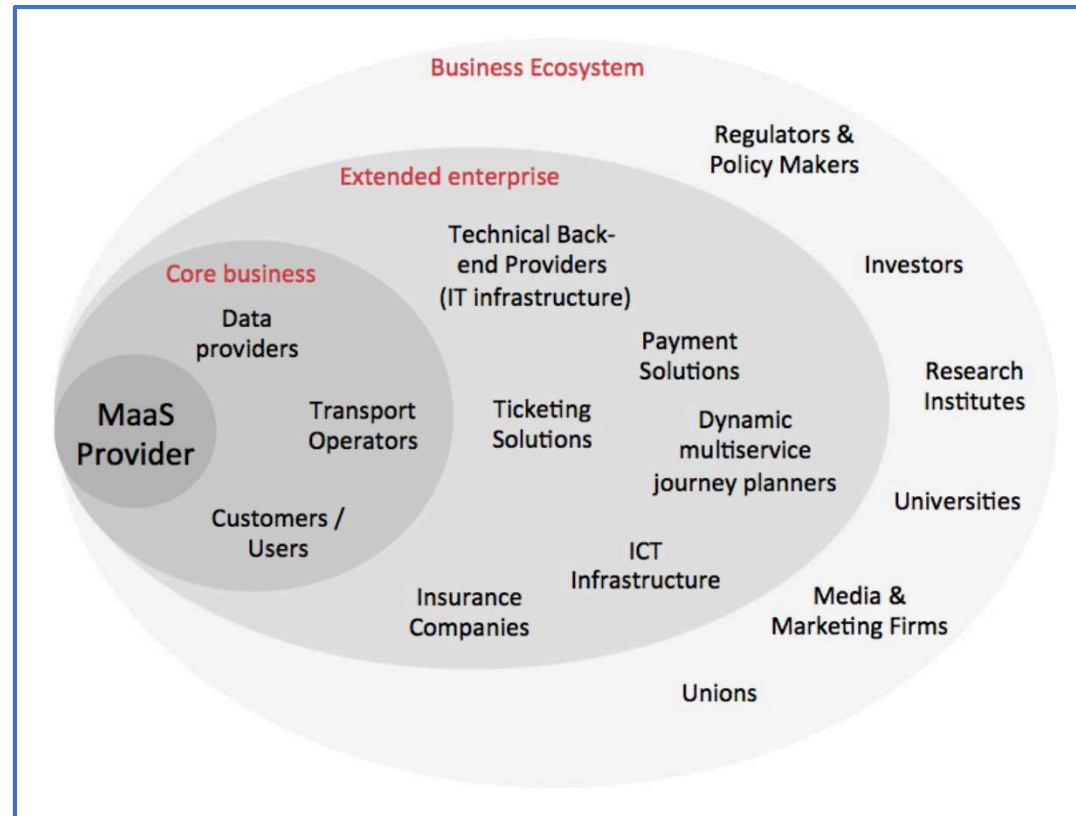 Business Ecosystem
Regulators &
Policy Makers
Extended enterprise
Technical Back-
end Providers
(IT infrastructure)
Investors
Core business
Data
providers
Payment
Solutions
Research
Institutes
MaaS
Provider
Transport
Operators
Ticketing
Solutions
Dynamic
multiservice
journey planners
Universities
Customers /
Users
ICT
Infrastructure
Insurance
Companies
Media &
Marketing Firms
Unions